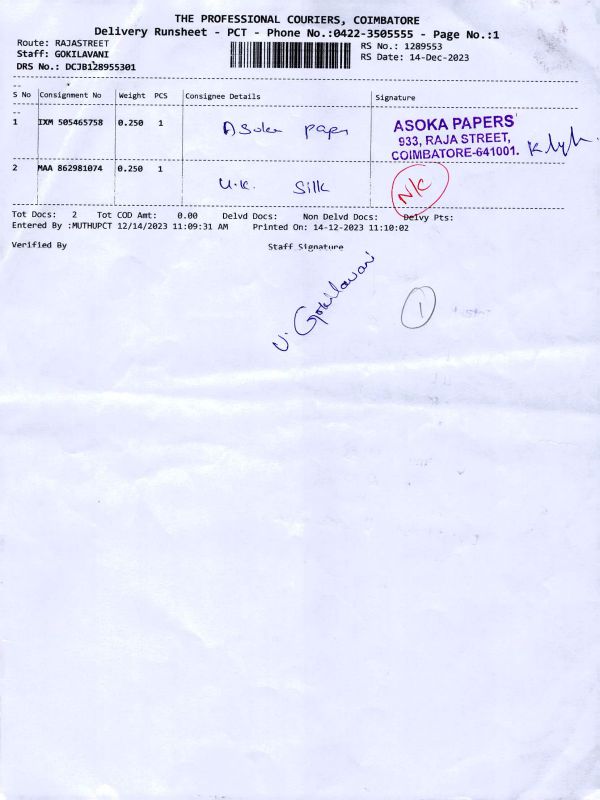 THE PROFESSIONAL COURIERS, COIMBATORE
Delivery Runsheet - PCT - Phone No.:0422-3505555 - Page No.:1
Route: RAJASTREET
Staff: GOKILAVANI
DRS No.: DCJB128955301
RS No.: 1289553
RS Date: 14-Dec-2023
S No Consignment No Weight PCS Consignee Details Signature
1 IXM 505465758 0.250 1 Asoka Paper
ASOKA PAPERS
933, RAJA STREET,
COIMBATORE-641001.
2 MAA 862981074 0.250 1 U.K. Silk N/C
Tot Docs: 2 Tot COD Amt: 0.00 Delvd Docs: Non Delvd Docs: Delvy Pts:
Entered By :MUTHUPCT 12/14/2023 11:09:31 AM Printed On: 14-12-2023 11:10:02
Verified By Staff Signature
V. Gokilavani
1